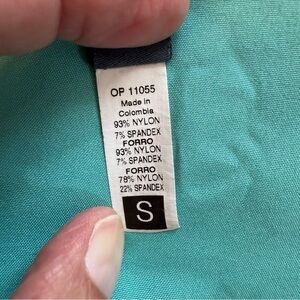 OP 11055
Made in
Colombia
93% NYLON
7% SPANDEX
FORRO
93% NYLON
7% SPANDEX
FORRO
78% NYLON
22% SPANDEX
S